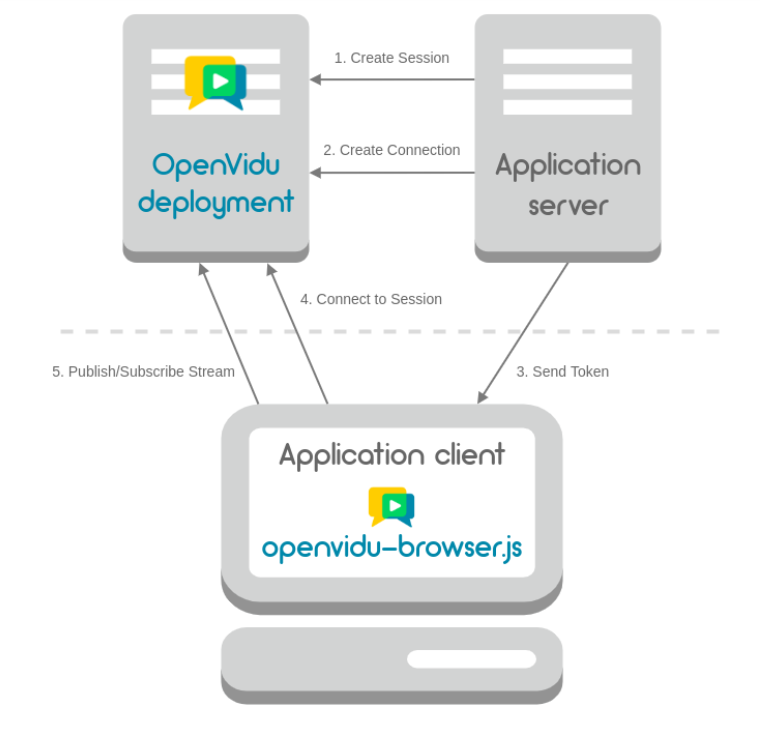 1. Create Session
2. Create Connection
OpenVidu
deployment
Application
server
4. Connect to Session
5. Publish/Subscribe Stream
3. Send Token
Application client
openvidu-browser.js